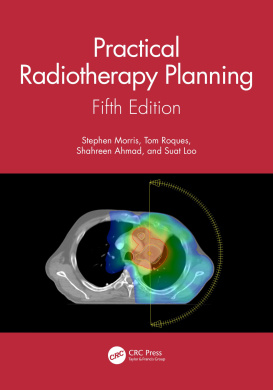 Practical
Radiotherapy Planning
Fifth Edition
Stephen Morris, Tom Roques,
Shahreen Ahmad, and Suat Loo
CRC
CRC Press
Taylor & Francis Group